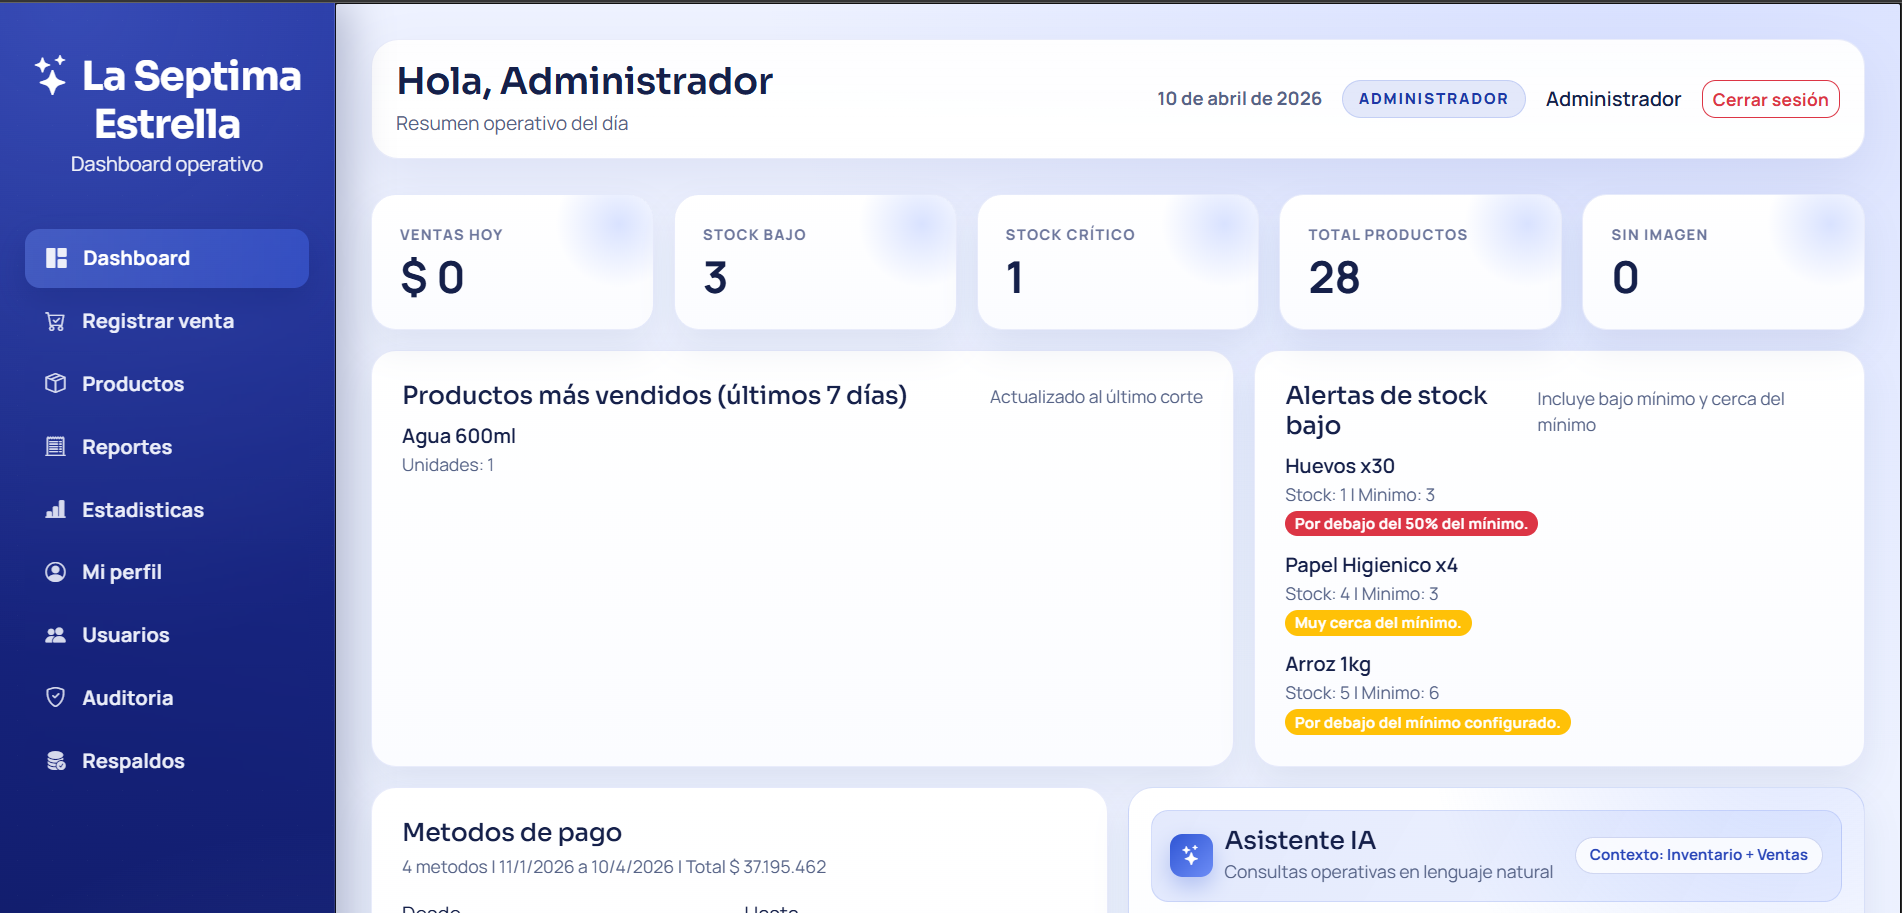 La Septima
Estrella
Dashboard operativo
Dashboard
Registrar venta
Productos
Reportes
Estadisticas
Mi perfil
Usuarios
Auditoria
Respaldos
Hola, Administrador
Resumen operativo del día
10 de abril de 2026
ADMINISTRADOR
Administrador
Cerrar sesión
VENTAS HOY
$ 0
STOCK BAJO
3
STOCK CRÍTICO
1
TOTAL PRODUCTOS
28
SIN IMAGEN
0
Productos más vendidos (últimos 7 días)
Actualizado al último corte
Agua 600ml
Unidades: 1
Alertas de stock
bajo
Incluye bajo mínimo y cerca del
mínimo
Huevos x30
Stock: 1 | Minimo: 3
Por debajo del 50% del mínimo.
Papel Higienico x4
Stock: 4 | Minimo: 3
Muy cerca del mínimo.
Arroz 1kg
Stock: 5 | Minimo: 6
Por debajo del mínimo configurado.
Metodos de pago
4 metodos | 11/1/2026 a 10/4/2026 | Total $ 37.195.462
Desde
Hasta
Asistente IA
Consultas operativas en lenguaje natural
Contexto: Inventario + Ventas